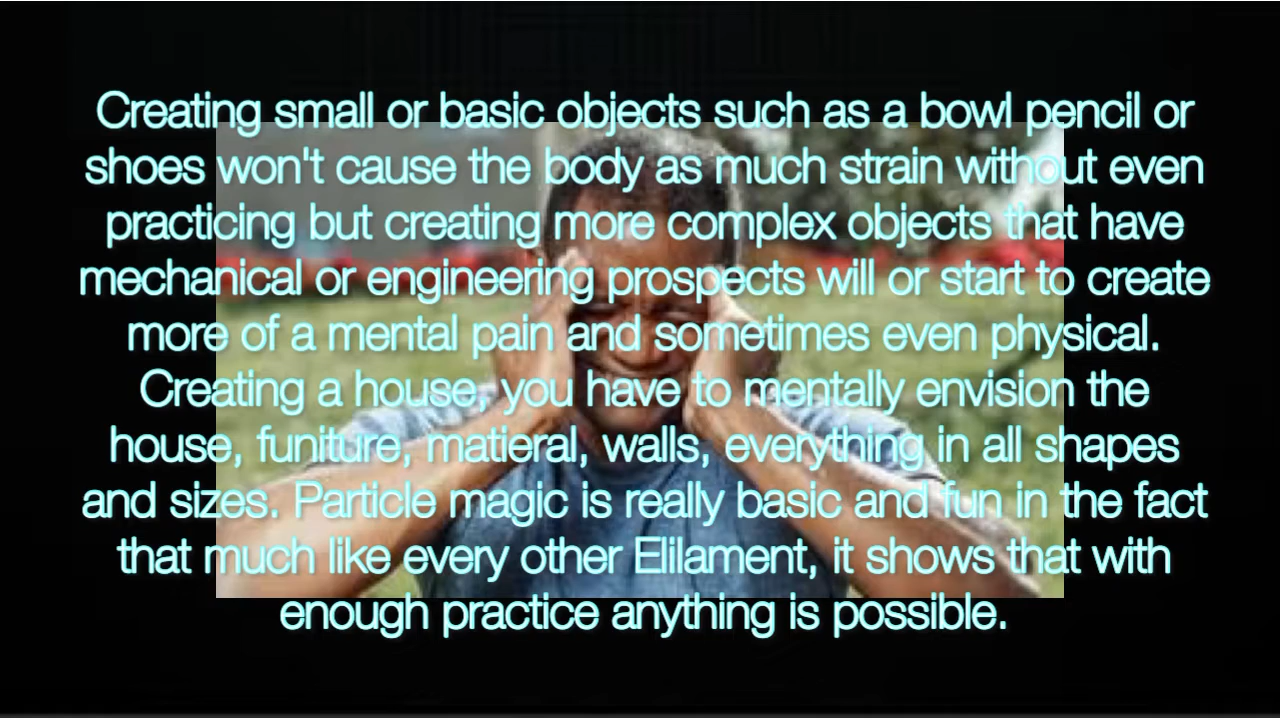 Creating small or basic objects such as a bowl pencil or
shoes won't cause the body as much strain without even
practicing but creating more complex objects that have
mechanical or engineering prospects will or start to create
more of a mental pain and sometimes even physical.
Creating a house, you have to mentally envision the
house, funiture, matieral, walls, everything in all shapes
and sizes. Particle magic is really basic and fun in the fact
that much like every other Elilament, it shows that with
enough practice anything is possible.